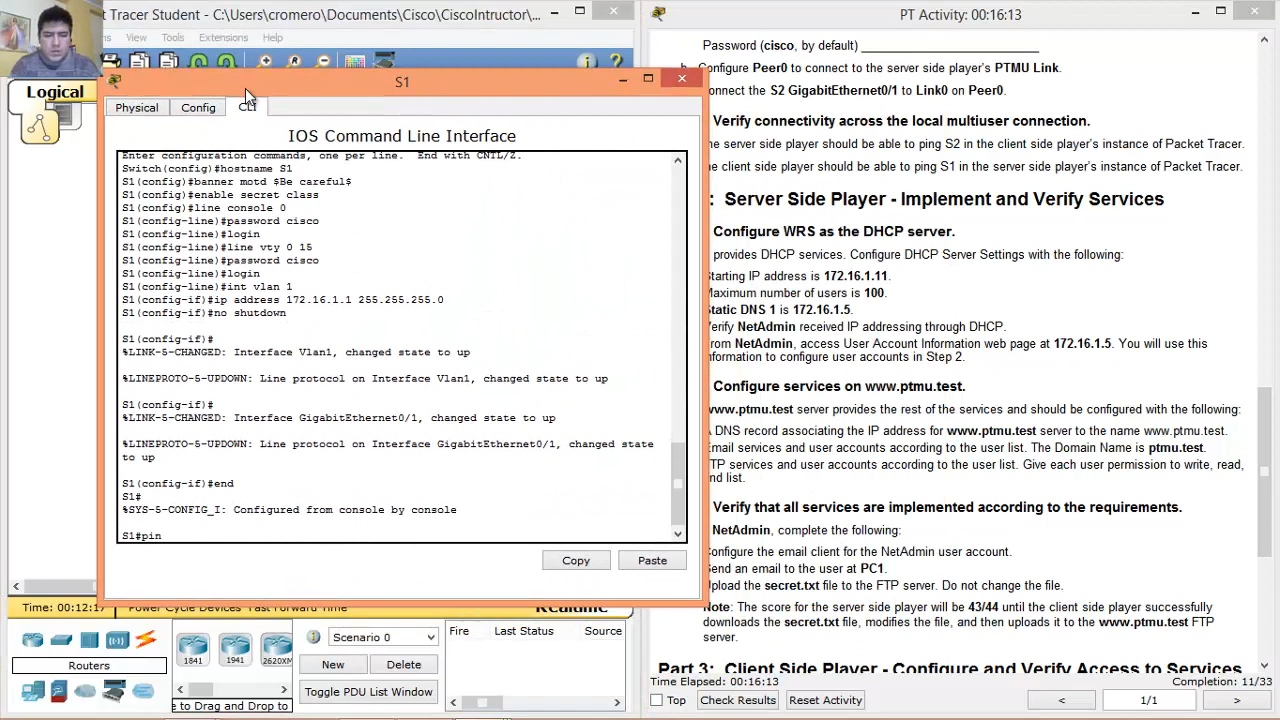 t Tracer Student - C:\Users\cromero\Documents\Cisco\CiscoIntructor\...
View Tools Extensions Help
Logical
S1
Physical Config CLI
IOS Command Line Interface
Enter configuration commands, one per line. End with CNTL/Z.
Switch(config)#hostname S1
S1(config)#banner motd $Be careful$
S1(config)#enable secret class
S1(config)#line console 0
S1(config-line)#password cisco
S1(config-line)#login
S1(config-line)#line vty 0 15
S1(config-line)#password cisco
S1(config-line)#login
S1(config-line)#int vlan 1
S1(config-if)#ip address 172.16.1.1 255.255.255.0
S1(config-if)#no shutdown
S1(config-if)#
%LINK-5-CHANGED: Interface Vlan1, changed state to up
%LINEPROTO-5-UPDOWN: Line protocol on Interface Vlan1, changed state to up
S1(config-if)#
%LINK-5-CHANGED: Interface GigabitEthernet0/1, changed state to up
%LINEPROTO-5-UPDOWN: Line protocol on Interface GigabitEthernet0/1, changed state
to up
S1(config-if)#end
S1#
%SYS-5-CONFIG_I: Configured from console by console
S1#pin
Copy Paste
Time: 00:12:17 Power Cycle Devices Fast Forward Time Realtime
1841 1941 2620XM
Routers
e to Drag and Drop to
Scenario 0
New Delete
Toggle PDU List Window
Fire Last Status Source
PT Activity: 00:16:13
Password (cisco, by default) ____________________
b. Configure Peer0 to connect to the server side player's PTMU Link.
onnect the S2 GigabitEthernet0/1 to Link0 on Peer0.
Verify connectivity across the local multiuser connection.
he server side player should be able to ping S2 in the client side player's instance of Packet Tracer.
he client side player should be able to ping S1 in the server side player's instance of Packet Tracer.
: Server Side Player - Implement and Verify Services
Configure WRS as the DHCP server.
provides DHCP services. Configure DHCP Server Settings with the following:
Starting IP address is 172.16.1.11.
Maximum number of users is 100.
Static DNS 1 is 172.16.1.5.
Verify NetAdmin received IP addressing through DHCP.
From NetAdmin, access User Account Information web page at 172.16.1.5. You will use this
information to configure user accounts in Step 2.
Configure services on www.ptmu.test.
www.ptmu.test server provides the rest of the services and should be configured with the following:
A DNS record associating the IP address for www.ptmu.test server to the name www.ptmu.test.
Email services and user accounts according to the user list. The Domain Name is ptmu.test.
FTP services and user accounts according to the user list. Give each user permission to write, read,
and list.
Verify that all services are implemented according to the requirements.
NetAdmin, complete the following:
Configure the email client for the NetAdmin user account.
Send an email to the user at PC1.
Upload the secret.txt file to the FTP server. Do not change the file.
Note: The score for the server side player will be 43/44 until the client side player successfully
downloads the secret.txt file, modifies the file, and then uploads it to the www.ptmu.test FTP
server.
Part 3: Client Side Player - Configure and Verify Access to Services
Time Elapsed: 00:16:13 Completion: 11/33
Top Check Results Reset Activity < 1/1 >